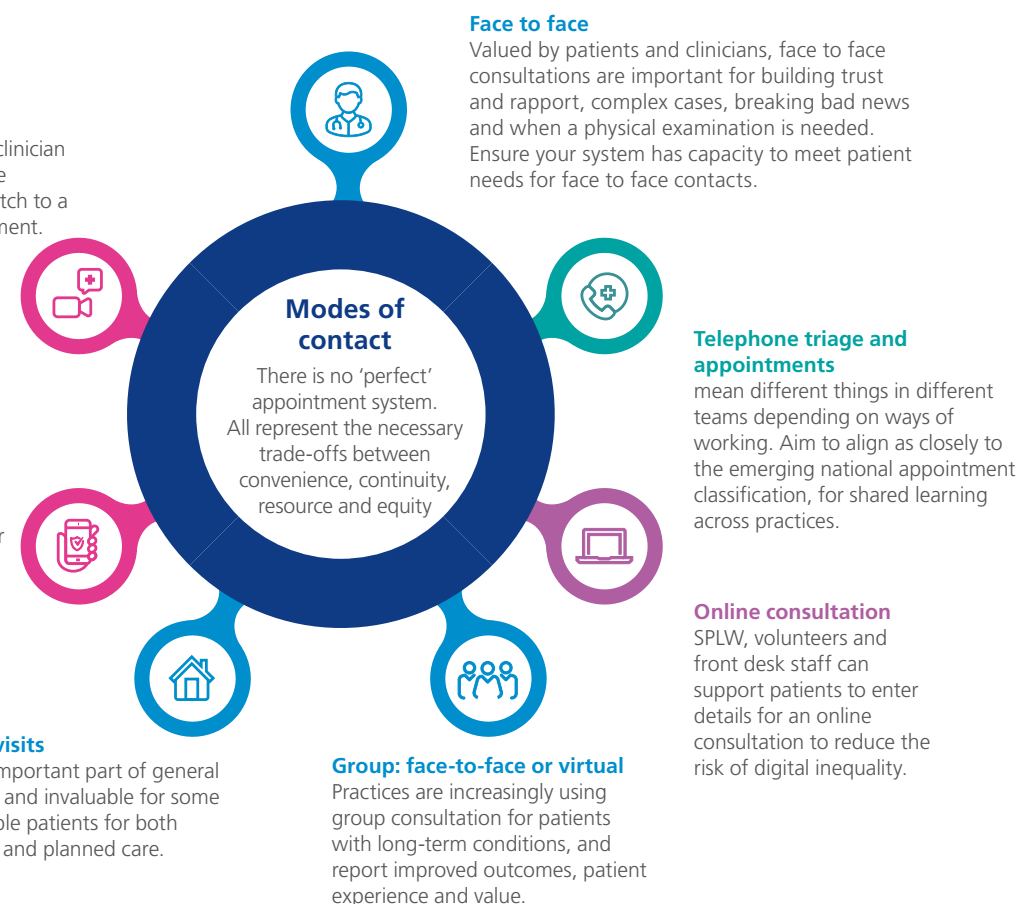 Face to face
Valued by patients and clinicians, face to face
consultations are important for building trust
and rapport, complex cases, breaking bad news
and when a physical examination is needed.
Ensure your system has capacity to meet patient
needs for face to face contacts.
clinician
tch to a
Modes of
contact
There is no ‘perfect’
appointment system.
All represent the necessary
trade-offs between
convenience, continuity,
resource and equity
Telephone triage and
appointments
mean different things in different
teams depending on ways of
working. Aim to align as closely to
the emerging national appointment
classification, for shared learning
across practices.
Online consultation
SPLW, volunteers and
front desk staff can
support patients to enter
details for an online
consultation to reduce the
risk of digital inequality.
visits
important part of general
and invaluable for some
ble patients for both
and planned care.
Group: face-to-face or virtual
Practices are increasingly using
group consultation for patients
with long-term conditions, and
report improved outcomes, patient
experience and value.